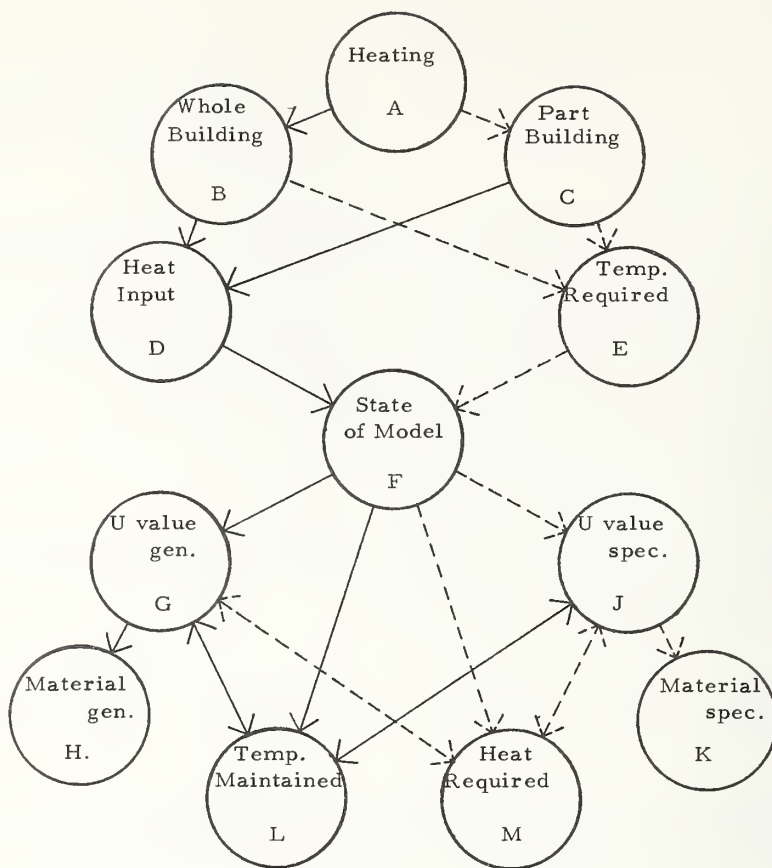 Heating
A
Whole
Building
B
Part
Building
C
Heat
Input
D
Temp.
Required
E
State
of Model
F
U value
gen.
G
U value
spec.
J
Material
gen.
H.
Material
spec.
K
Temp.
Maintained
L
Heat
Required
M